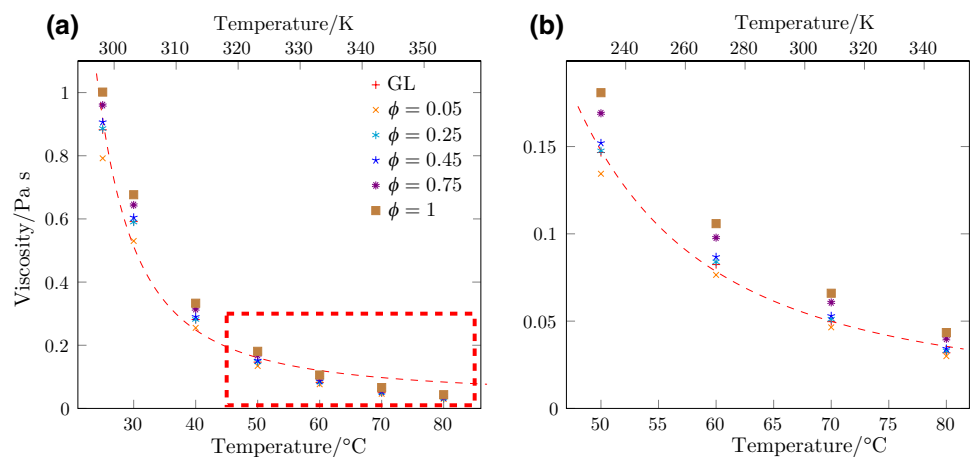 (a)
Temperature/K
300 310 320 330 340 350
1
0.8
0.6
0.4
0.2
0
Viscosity/Pa s
GL
ϕ = 0.05
ϕ = 0.25
ϕ = 0.45
ϕ = 0.75
ϕ = 1
30 40 50 60 70 80
Temperature/°C
(b)
Temperature/K
240 260 280 300 320 340
0.15
0.1
0.05
0
50 55 60 65 70 75 80
Temperature/°C